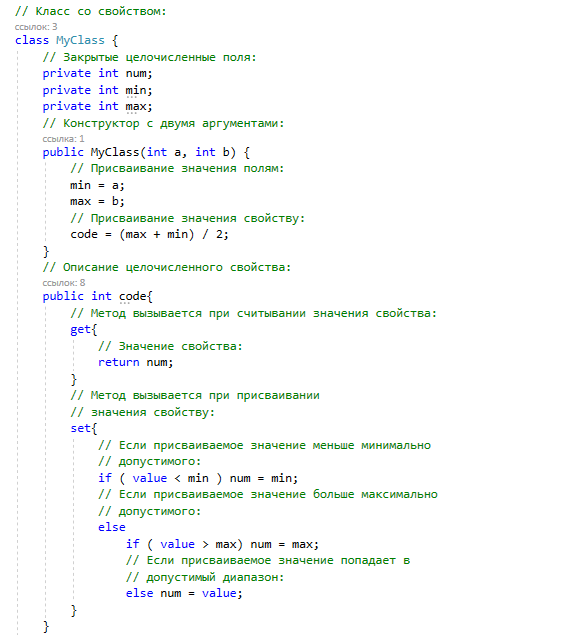 // Класс со свойством:
ссылок: 3
class MyClass {
// Закрытые целочисленные поля:
private int num;
private int min;
private int max;
// Конструктор с двумя аргументами:
ссылка: 1
public MyClass(int a, int b) {
// Присваивание значения полям:
min = a;
max = b;
// Присваивание значения свойству:
code = (max + min) / 2;
}
// Описание целочисленного свойства:
ссылок: 8
public int code{
// Метод вызывается при считывании значения свойства:
get{
// Значение свойства:
return num;
}
// Метод вызывается при присваивании
// значения свойству:
set{
// Если присваиваемое значение меньше минимально
// допустимого:
if ( value < min ) num = min;
// Если присваиваемое значение больше максимально
// допустимого:
else
if ( value > max) num = max;
// Если присваиваемое значение попадает в
// допустимый диапазон:
else num = value;
}
}